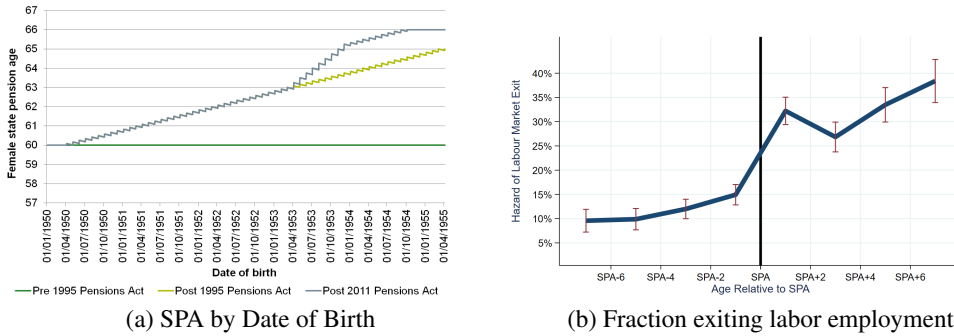 67
66
65
64
63
62
61
60
59
58
57
Female state pension age
01/01/1950
01/04/1950
01/07/1950
01/10/1950
01/01/1951
01/04/1951
01/07/1951
01/10/1951
01/01/1952
01/04/1952
01/07/1952
01/10/1952
01/01/1953
01/04/1953
01/07/1953
01/10/1953
01/01/1954
01/04/1954
01/07/1954
01/10/1954
01/01/1955
01/04/1955
Date of birth
Pre 1995 Pensions Act
Post 1995 Pensions Act
Post 2011 Pensions Act
(a) SPA by Date of Birth
Hazard of Labour Market Exit
40%
35%
30%
25%
20%
15%
10%
5%
SPA-6
SPA-4
SPA-2
SPA
SPA+2
SPA+4
SPA+6
Age Relative to SPA
(b) Fraction exiting labor employment